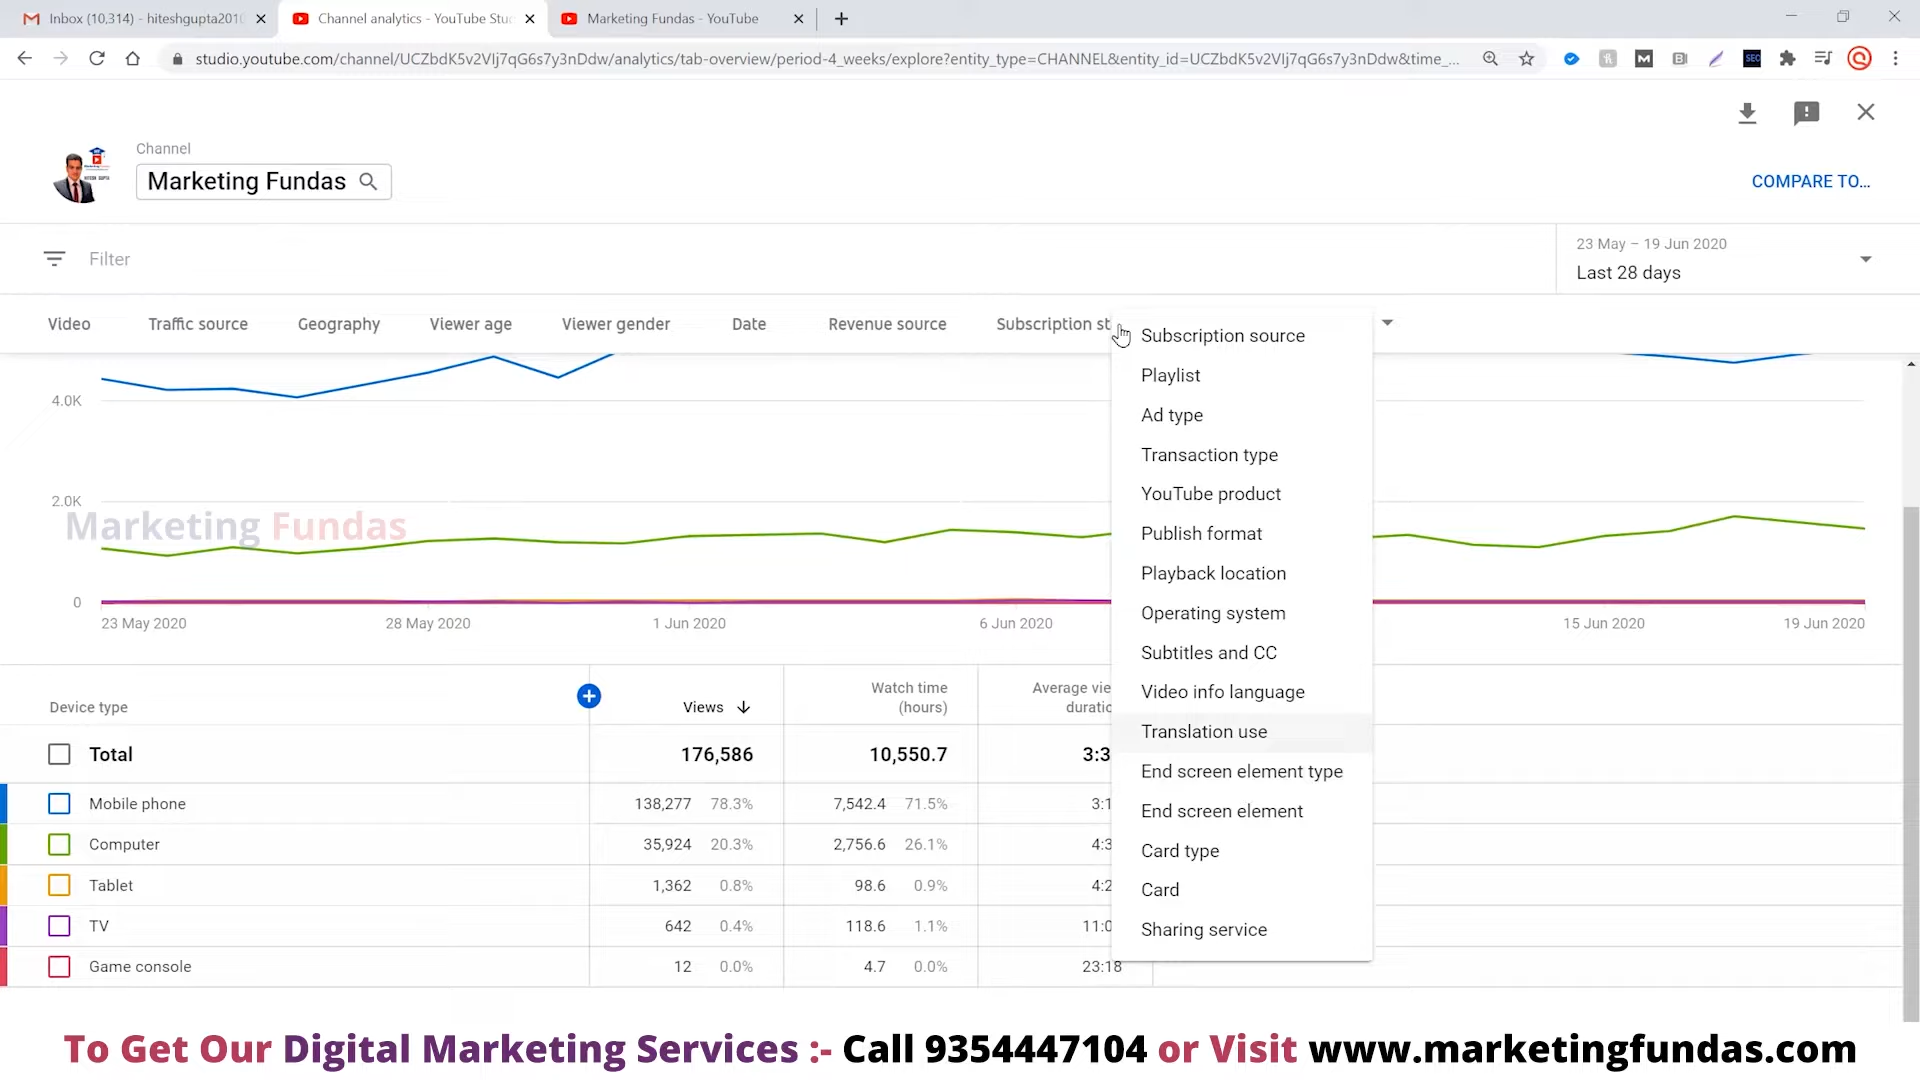 Inbox (10,314) - hiteshgupta2010
Channel analytics - YouTube Stu
Marketing Fundas - YouTube
studio.youtube.com/channel/UCZbdK5v2VIj7qG6s7y3nDdw/analytics/tab-overview/period-4_weeks/explore?entity_type=CHANNEL&entity_id=UCZbdK5v2VIj7qG6s7y3nDdw&time_...
SEO
Channel
Marketing Fundas
COMPARE TO...
Filter
23 May – 19 Jun 2020
Last 28 days
Video Traffic source Geography Viewer age Viewer gender Date Revenue source Subscription st
Subscription source
Playlist
Ad type
Transaction type
YouTube product
Publish format
Playback location
Operating system
Subtitles and CC
Video info language
Translation use
End screen element type
End screen element
Card type
Card
Sharing service
4.0K
2.0K
Marketing Fundas
0
23 May 2020 28 May 2020 1 Jun 2020 6 Jun 2020 15 Jun 2020 19 Jun 2020
Device type Views Watch time (hours) Average vie duratio
Total 176,586 10,550.7 3:3
Mobile phone 138,277 78.3% 7,542.4 71.5% 3:1
Computer 35,924 20.3% 2,756.6 26.1% 4:3
Tablet 1,362 0.8% 98.6 0.9% 4:2
TV 642 0.4% 118.6 1.1% 11:0
Game console 12 0.0% 4.7 0.0% 23:18
To Get Our Digital Marketing Services :- Call 9354447104 or Visit www.marketingfundas.com